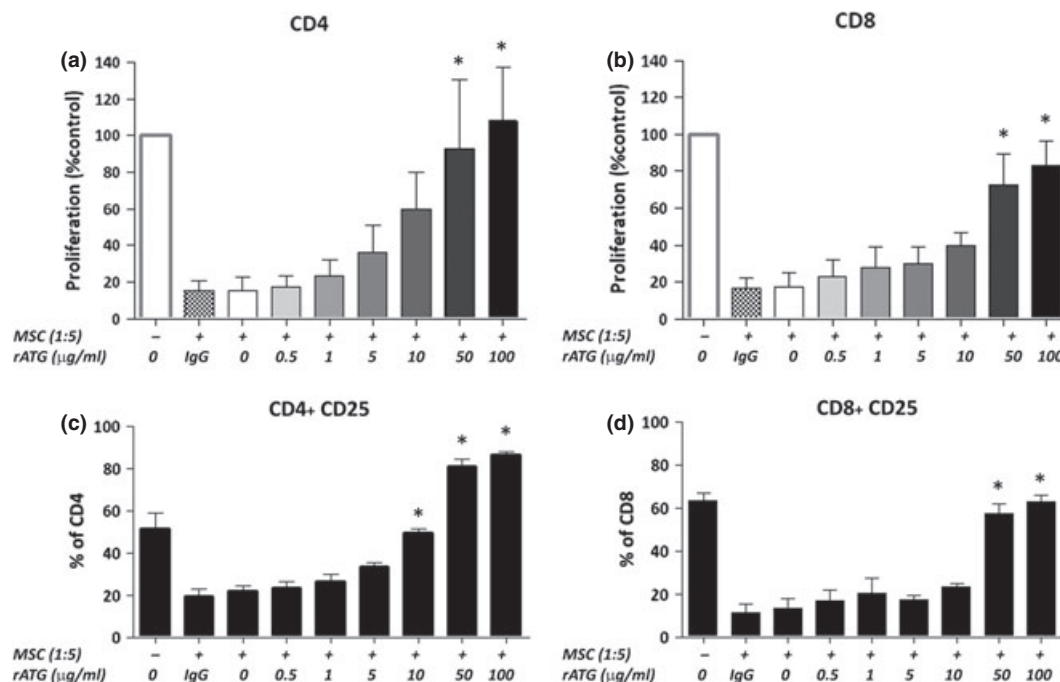 CD4
(a)
Proliferation (%control)
140
120
100
80
60
40
20
0
* *
MSC (1:5) – + + + + + + + +
rATG (μg/ml) 0 IgG 0 0.5 1 5 10 50 100
CD8
(b)
Proliferation (%control)
140
120
100
80
60
40
20
0
* *
MSC (1:5) – + + + + + + + +
rATG (μg/ml) 0 IgG 0 0.5 1 5 10 50 100
CD4+ CD25
(c)
% of CD4
100
80
60
40
20
0
* * *
MSC (1:5) – + + + + + + + +
rATG (μg/ml) 0 IgG 0 0.5 1 5 10 50 100
CD8+ CD25
(d)
% of CD8
100
80
60
40
20
0
* *
MSC (1:5) – + + + + + + + +
rATG (μg/ml) 0 IgG 0 0.5 1 5 10 50 100